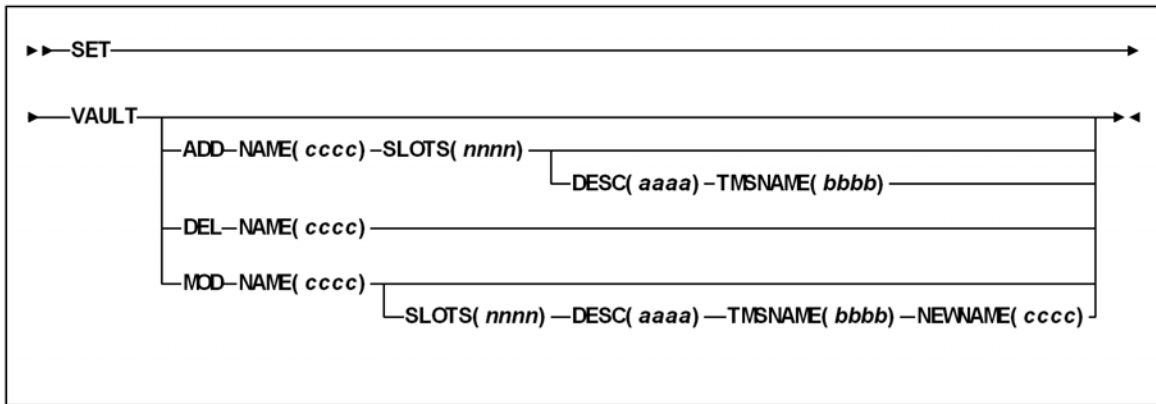 SET
VAULT
ADD NAME( cccc) SLOTS( nnnn)
DESC( aaaa) TMSNAME( bbbb)
DEL NAME( cccc)
MOD NAME( cccc)
SLOTS( nnnn) DESC( aaaa) TMSNAME( bbbb) NEWNAME( cccc)